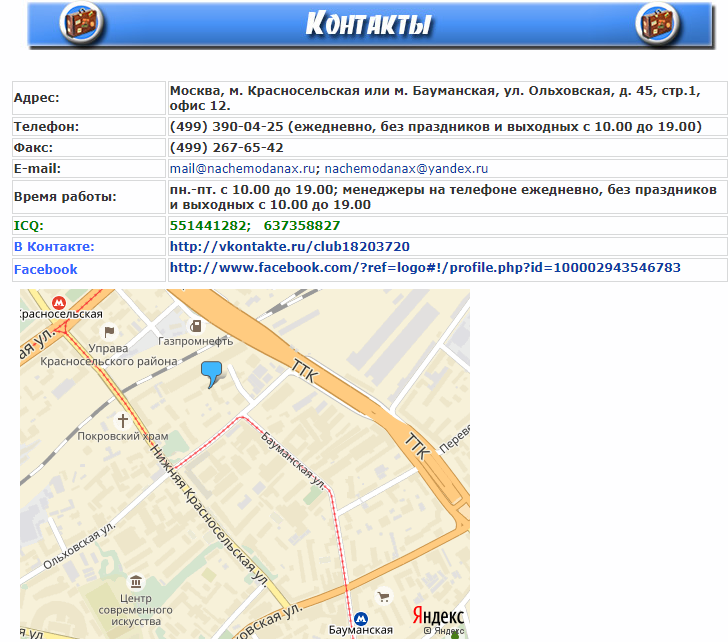 Контакты
Адрес: Москва, м. Красносельская или м. Бауманская, ул. Ольховская, д. 45, стр.1,
офис 12.
Телефон: (499) 390-04-25 (ежедневно, без праздников и выходных с 10.00 до 19.00)
Факс: (499) 267-65-42
E-mail: mail@nachemodanax.ru; nachemodanax@yandex.ru
Время работы: пн.-пт. с 10.00 до 19.00; менеджеры на телефоне ежедневно, без праздников
и выходных с 10.00 до 19.00
ICQ: 551441282; 637358827
В Контакте: http://vkontakte.ru/club18203720
Facebook http://www.facebook.com/?ref=logo#!/profile.php?id=100002943546783
Красносельская
ая ул.
Управа
Красносельского района
Газпромнефть
ТТК
ТТК
Покровский храм
Бауманская ул.
Нижняя Красносельская ул.
Ольховская ул.
Перев
Центр
современного
искусства
ая ул.
Бауманская
Яндекс
© Яндекс